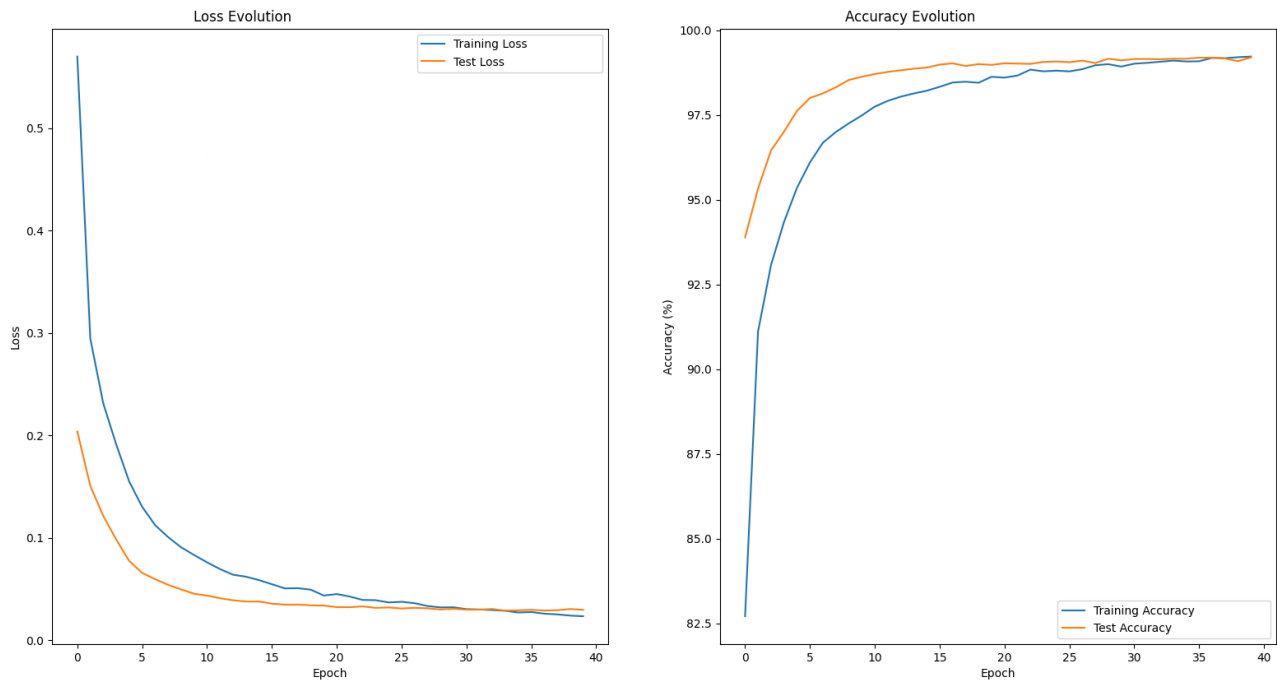 Loss Evolution
Training Loss
Test Loss
0.5
0.4
0.3
0.2
0.1
0.0
Loss
0 5 10 15 20 25 30 35 40
Epoch
Accuracy Evolution
100.0
97.5
95.0
92.5
90.0
87.5
85.0
82.5
Accuracy (%)
Training Accuracy
Test Accuracy
0 5 10 15 20 25 30 35 40
Epoch